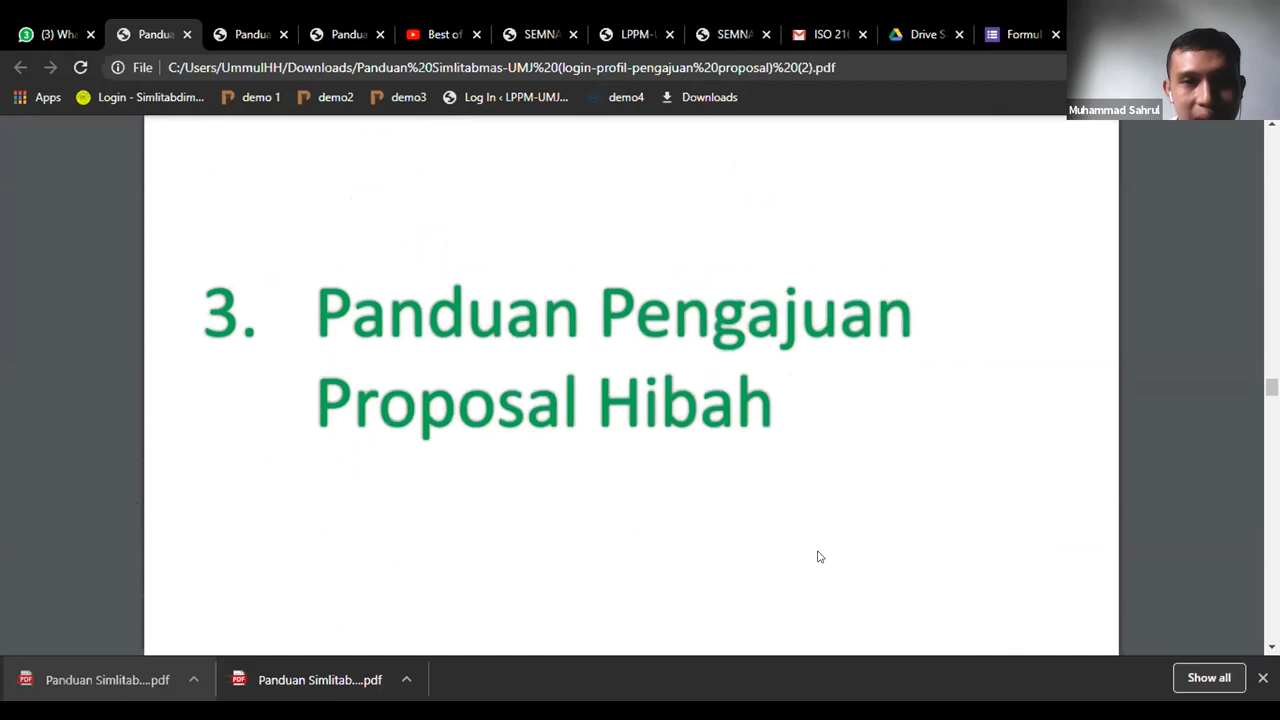 (3) Wha
Pandua
Pandua
Pandua
Best of
SEMNA
LPPM-U
SEMNA
ISO 216
Drive S
Formul
File
C:/Users/UmmulHH/Downloads/Panduan%20Simlitabmas-UMJ%20(login-profil-pengajuan%20proposal)%20(2).pdf
Apps
Login - Simlitabdim...
demo 1
demo2
demo3
Log In ‹ LPPM-UMJ...
demo4
Downloads
Muhammad Sahrul
3. Panduan Pengajuan
Proposal Hibah
Panduan Simlitab....pdf
Panduan Simlitab....pdf
Show all